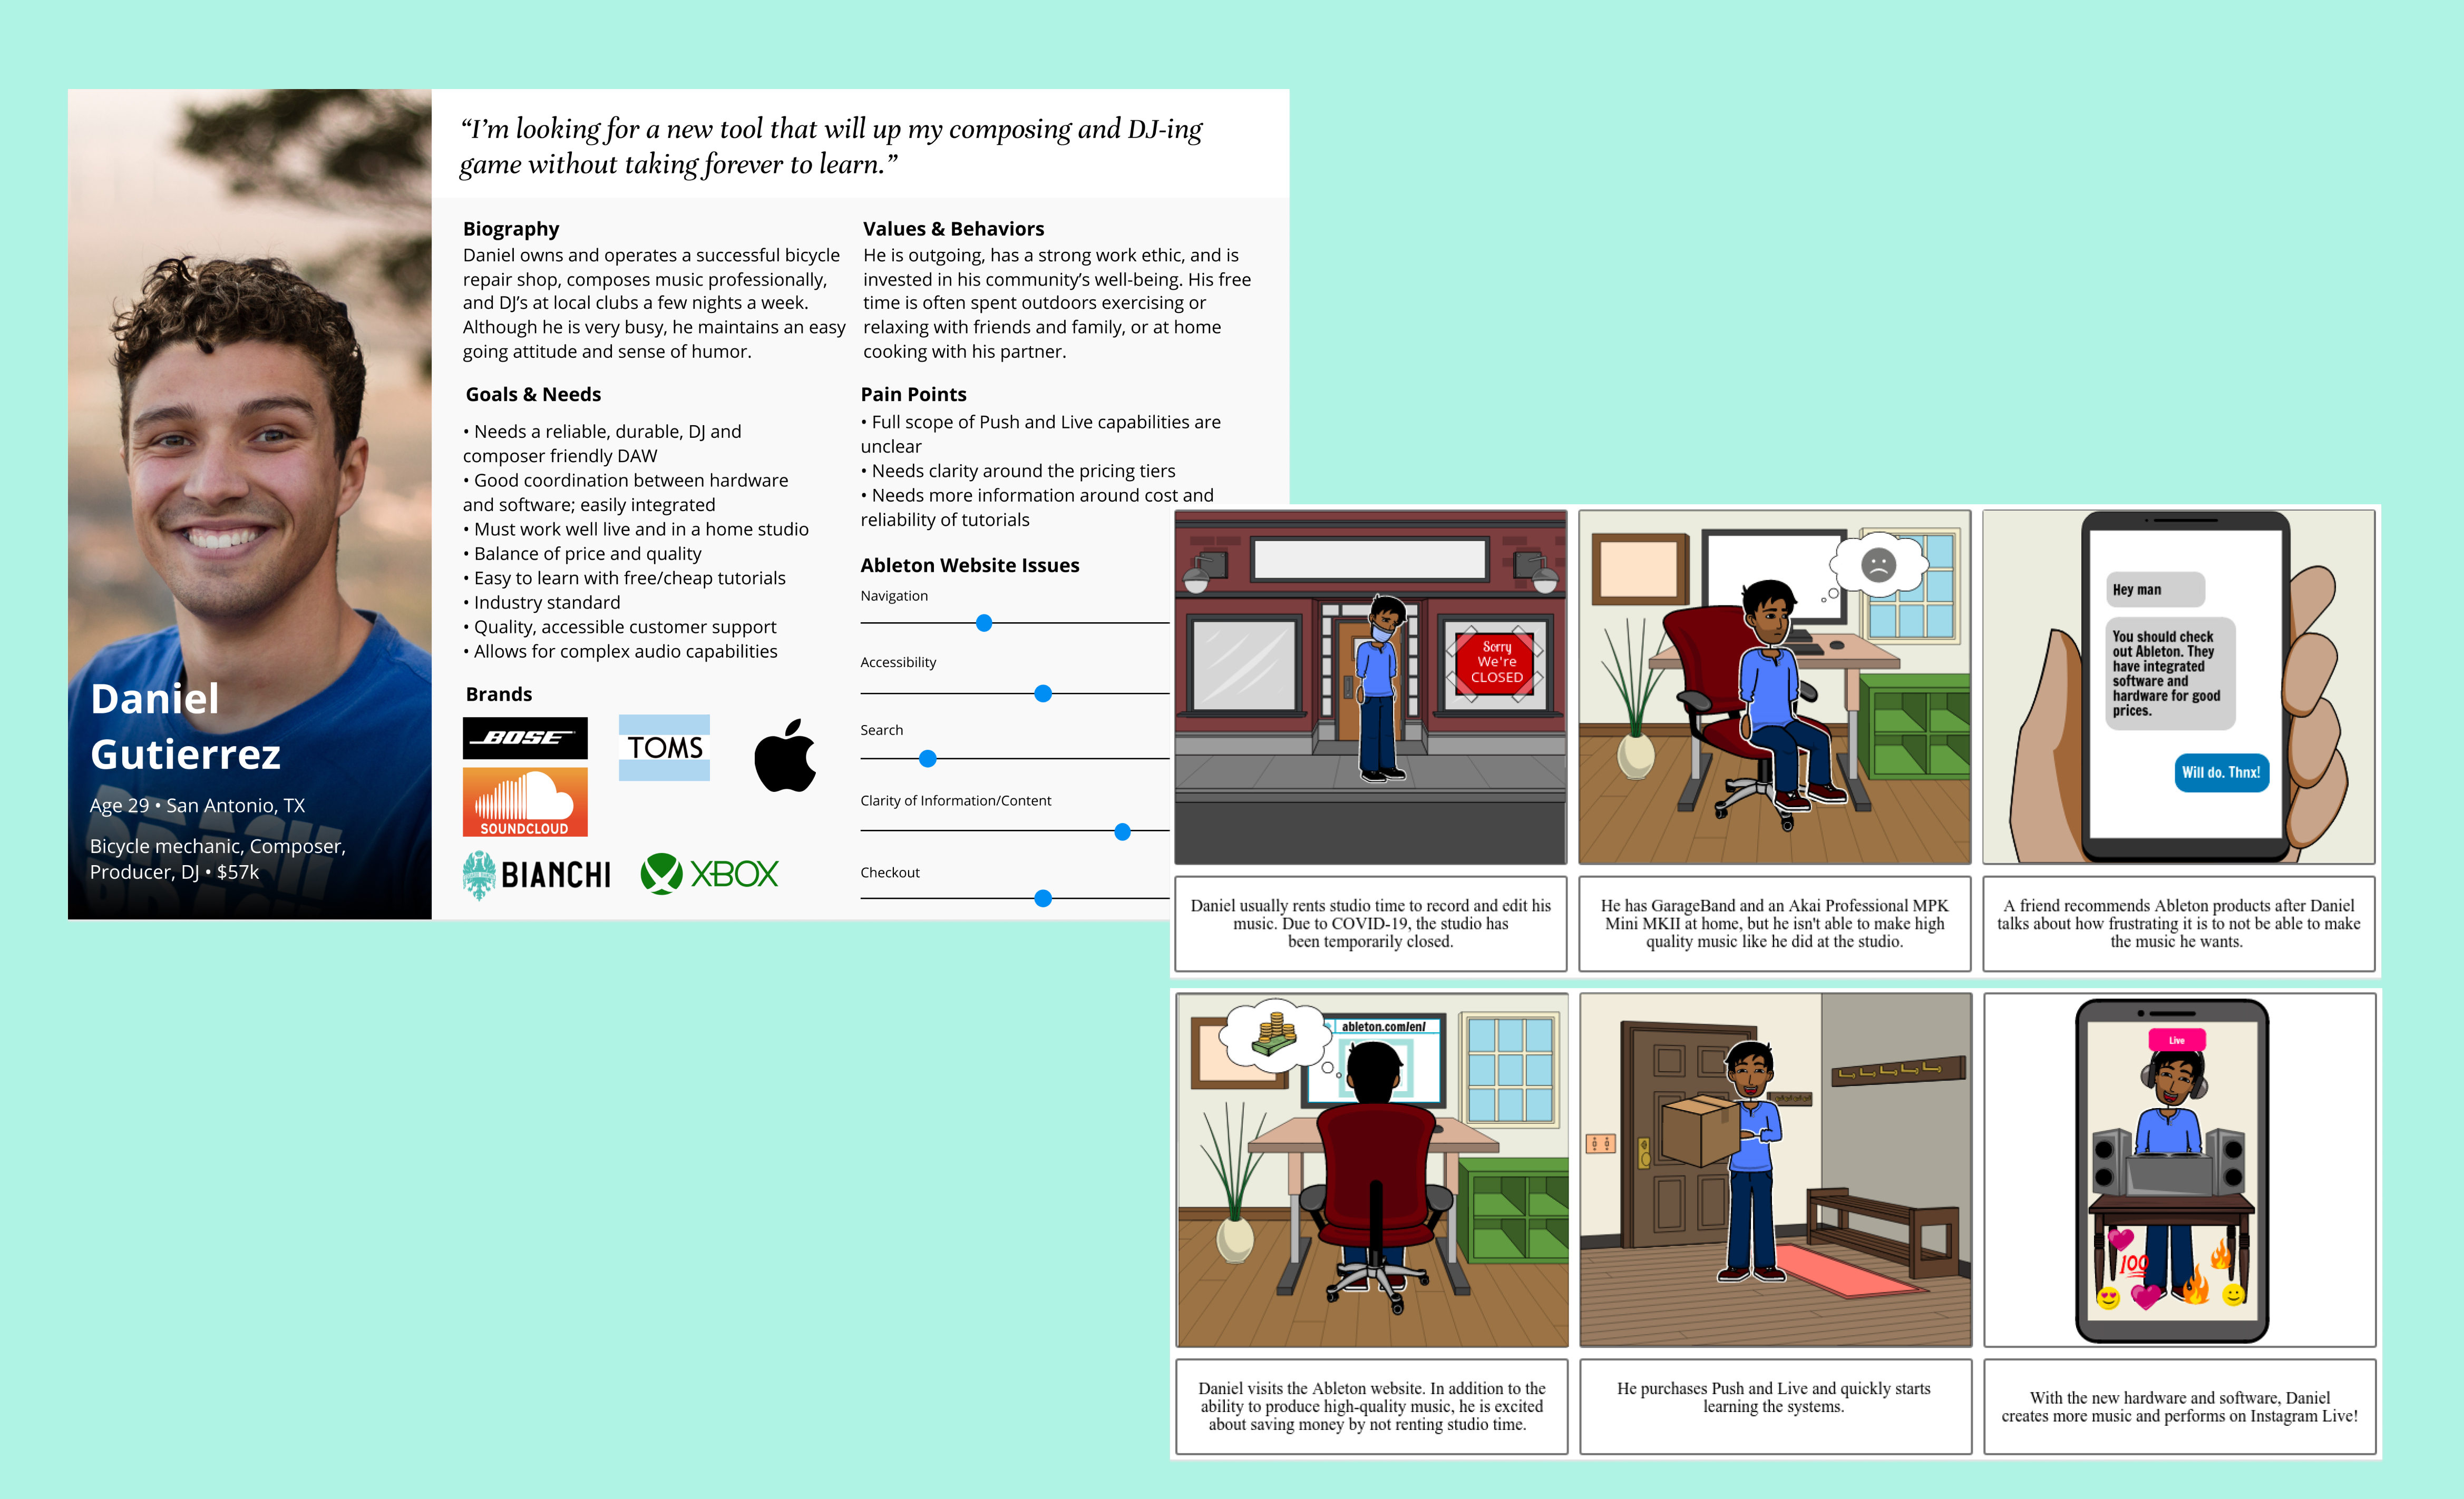 “I’m looking for a new tool that will up my composing and DJ-ing
game without taking forever to learn.”
Biography
Daniel owns and operates a successful bicycle
repair shop, composes music professionally,
and DJ’s at local clubs a few nights a week.
Although he is very busy, he maintains an easy
going attitude and sense of humor.
Values & Behaviors
He is outgoing, has a strong work ethic, and is
invested in his community’s well-being. His free
time is often spent outdoors exercising or
relaxing with friends and family, or at home
cooking with his partner.
Goals & Needs
• Needs a reliable, durable, DJ and
composer friendly DAW
• Good coordination between hardware
and software; easily integrated
• Must work well live and in a home studio
• Balance of price and quality
• Easy to learn with free/cheap tutorials
• Industry standard
• Quality, accessible customer support
• Allows for complex audio capabilities
Pain Points
• Full scope of Push and Live capabilities are
unclear
• Needs clarity around the pricing tiers
• Needs more information around cost and
reliability of tutorials
Ableton Website Issues
Navigation
Accessibility
Search
Clarity of Information/Content
Checkout
Brands
BOSE
TOMS
SOUNDCLOUD
BIANCHI
XBOX
Daniel
Gutierrez
Age 29 • San Antonio, TX
Bicycle mechanic, Composer,
Producer, DJ • $57k
Sorry
We're
CLOSED
Hey man
You should check
out Ableton. They
have integrated
software and
hardware for good
prices.
Will do. Thnx!
Daniel usually rents studio time to record and edit his
music. Due to COVID-19, the studio has
been temporarily closed.
He has GarageBand and an Akai Professional MPK
Mini MKII at home, but he isn't able to make high
quality music like he did at the studio.
A friend recommends Ableton products after Daniel
talks about how frustrating it is to not be able to make
the music he wants.
ableton.com/en/
Live
100
Daniel visits the Ableton website. In addition to the
ability to produce high-quality music, he is excited
about saving money by not renting studio time.
He purchases Push and Live and quickly starts
learning the systems.
With the new hardware and software, Daniel
creates more music and performs on Instagram Live!